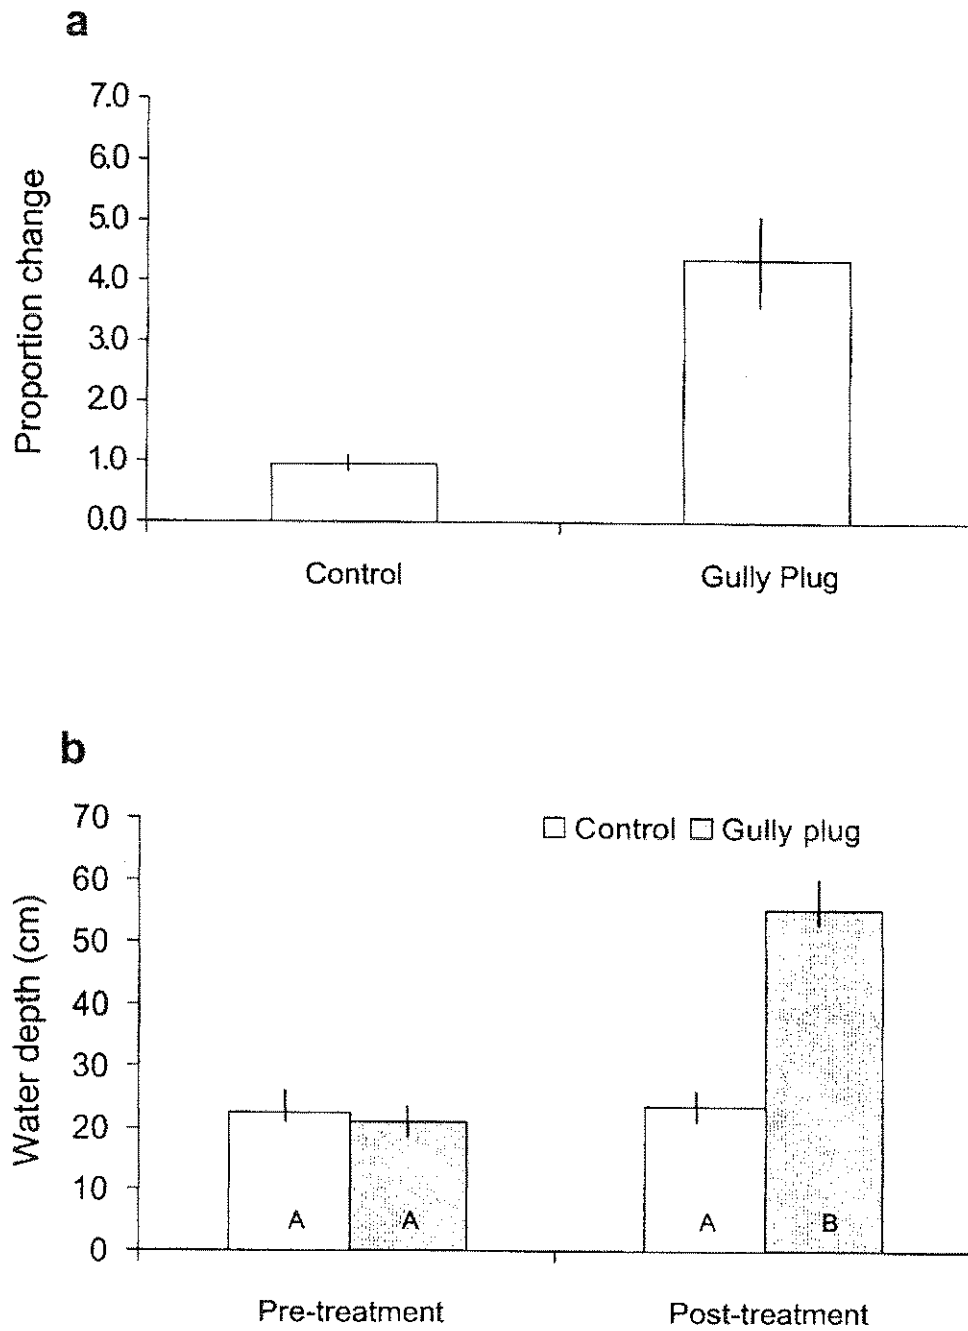 a
7.0
6.0
5.0
4.0
3.0
2.0
1.0
0.0
Proportion change
Control Gully Plug
b
70
60
50
40
30
20
10
0
Water depth (cm)
Control Gully plug
A A A B
Pre-treatment Post-treatment